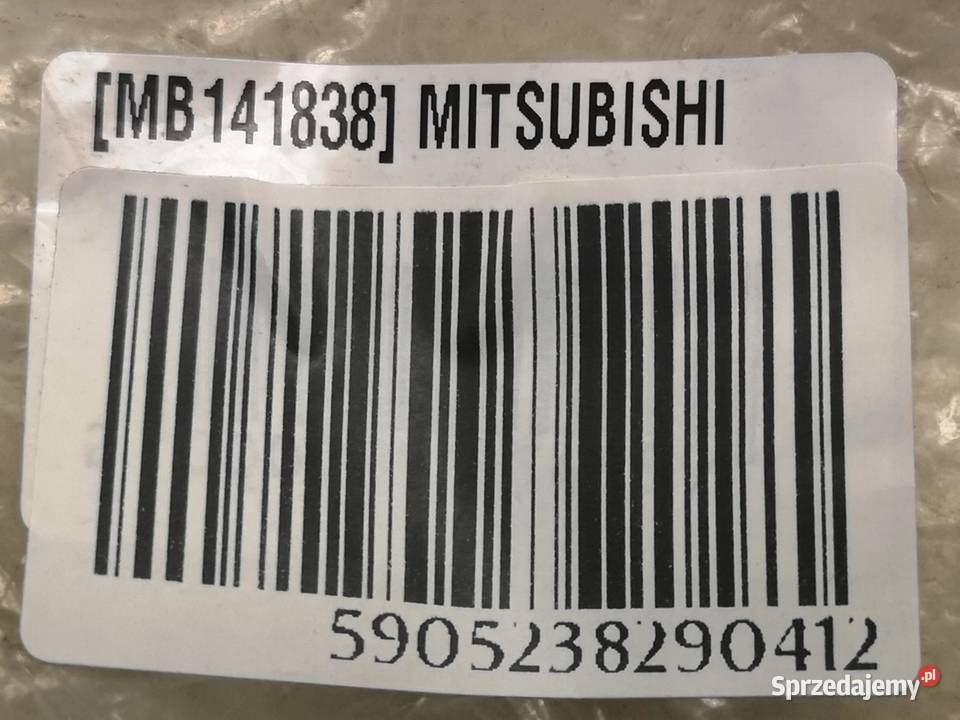 [MB141838] MITSUBISHI
5905238290412
Sprzedajemy.pl